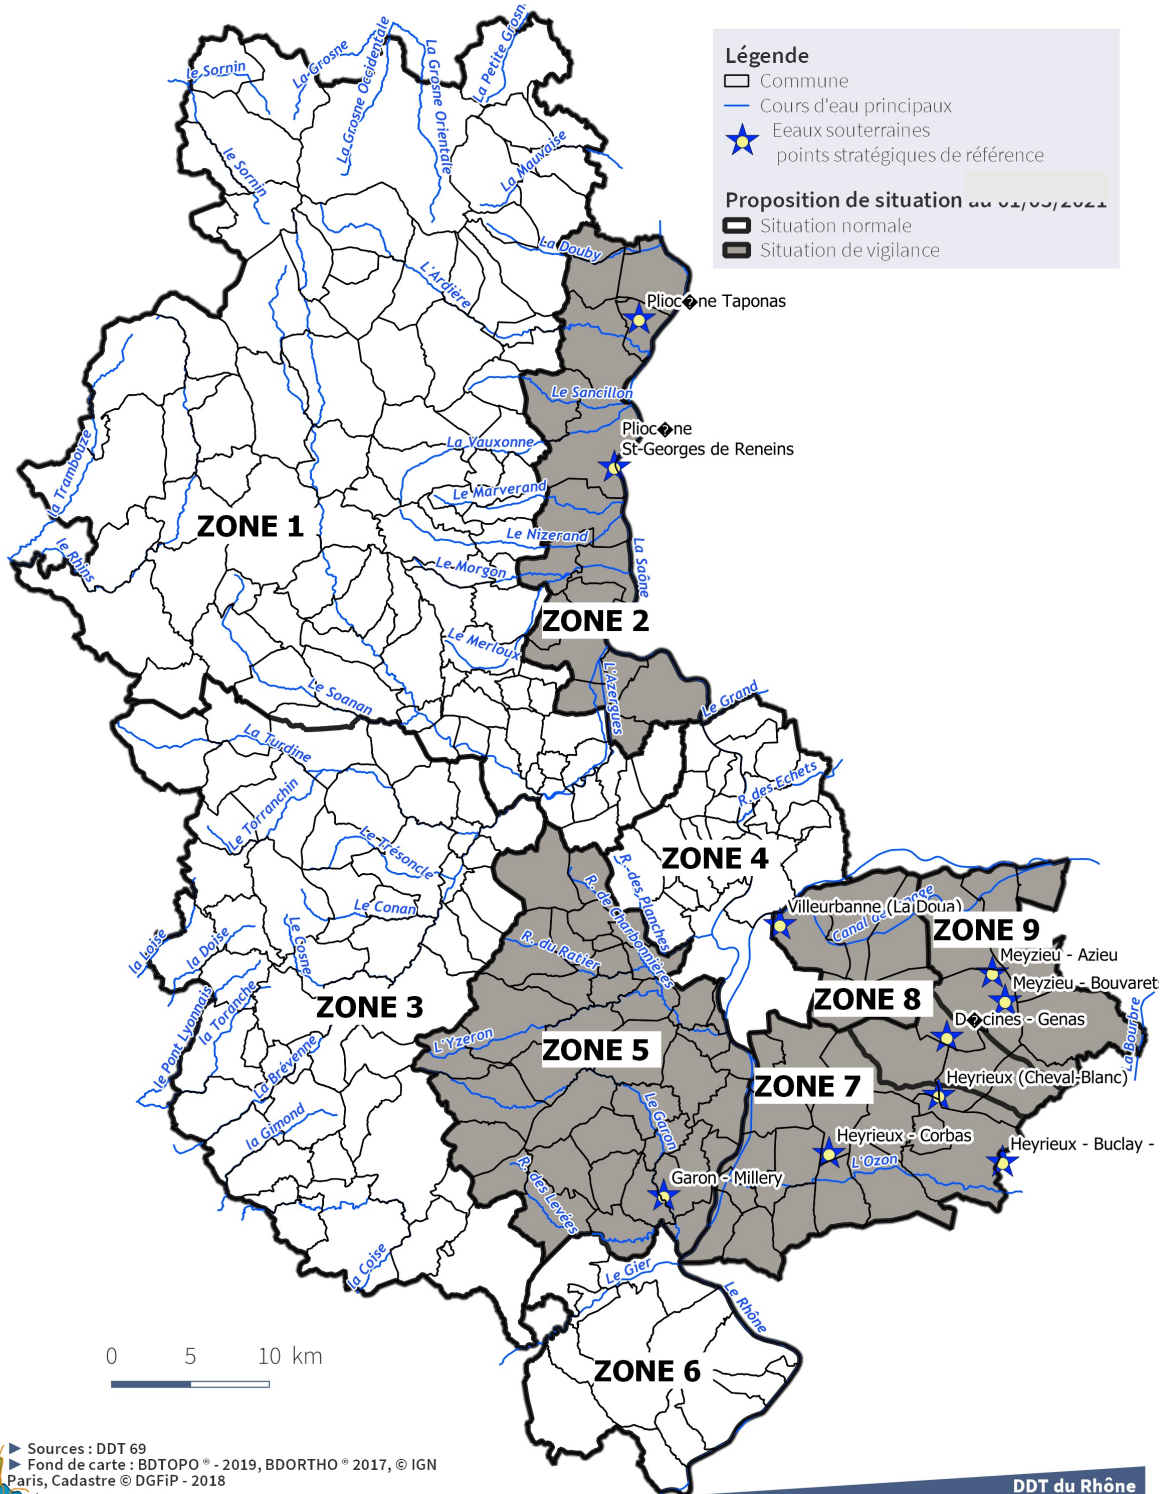 Légende
Commune
Cours d'eau principaux
Eeaux souterraines
points stratégiques de référence
Proposition de situation au 01/05/2021
Situation normale
Situation de vigilance
le Sornin
La Grosne
La Grosne Occidentale
La Grosne Orientale
La Petite Grosn
le Sornin
La Mauvaise
La Douby
L'Ardière
Plioc�ne Taponas
Le Sancillon
Plioc�ne
St-Georges de Reneins
La Vauxonne
la Trambouze
Le Marverand
ZONE 1
Le Nizerand
le Rhins
Le Morgon
La Saône
ZONE 2
Le Merloux
Le Soanan
L'Azergues
Le Grand
La Turdine
R. des Echets
Le Torranchin
Le Trésoncle
ZONE 4
R. des Planches
R. de Charbonnières
Le Conan
Villeurbanne (La Doua)
ZONE 9
la Loise
la Doise
Le Cosne
R. du Ratier
Meyzieu - Azieu
Meyzieu - Bouvaret
ZONE 8
ZONE 3
le Pont Lyonnais
la Toranche
D�cines - Genas
La Bourbre
L'Yzeron
ZONE 5
La Brévenne
ZONE 7
Heyrieux (Cheval-Blanc)
la Gimond
Le Garon
Heyrieux - Corbas
Heyrieux - Buclay -
L'Ozon
R. des Levées
Garon - Millery
la Coise
Le Gier
Le Rhône
ZONE 6
0 5 10 km
Sources : DDT 69
Fond de carte : BDTOPO ® - 2019, BDORTHO ® 2017, © IGN
Paris, Cadastre © DGFiP - 2018
DDT du Rhône